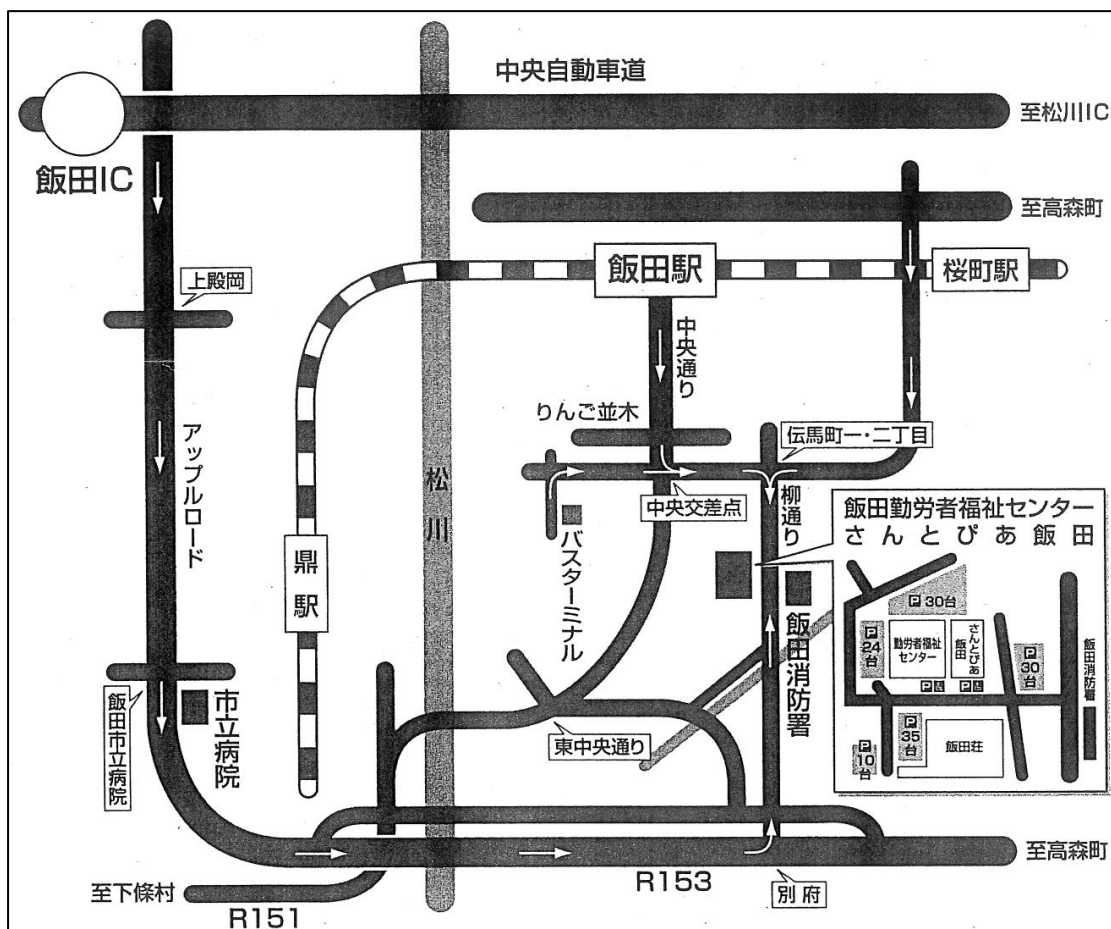 中央自動車道
至松川IC
飯田IC
至高森町
飯田駅
桜町駅
上殿岡
中央通り
りんご並木
伝馬町一・二丁目
アップルロード
松川
中央交差点
柳通り
飯田勤労者福祉センター
さんとぴあ飯田
バスターミナル
鼎駅
P30台
P24台
勤労者福祉センター
さんとぴあ
飯田
P30台
飯田消防署
P
P
飯田消防署
P35台
飯田荘
P10台
市立病院
飯田市立病院
東中央通り
至高森町
R153
別府
至下條村
R151